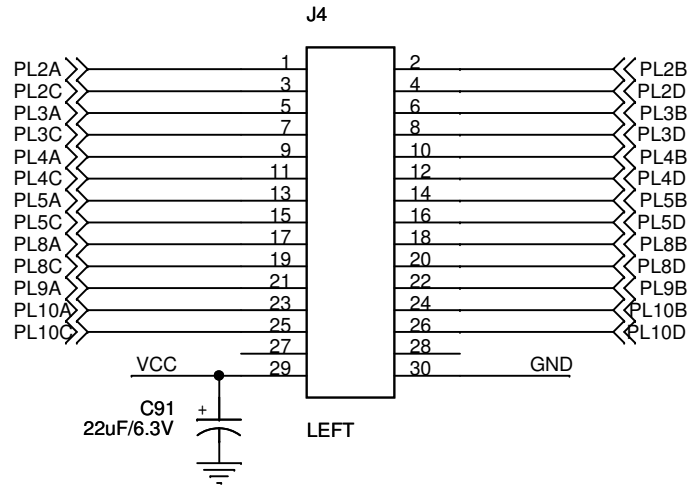 J4
PL2A 1 2 PL2B
PL2C 3 4 PL2D
PL3A 5 6 PL3B
PL3C 7 8 PL3D
PL4A 9 10 PL4B
PL4C 11 12 PL4D
PL5A 13 14 PL5B
PL5C 15 16 PL5D
PL8A 17 18 PL8B
PL8C 19 20 PL8D
PL9A 21 22 PL9B
PL10A 23 24 PL10B
PL10C 25 26 PL10D
27 28
VCC 29 30 GND
C91 +
22uF/6.3V
LEFT